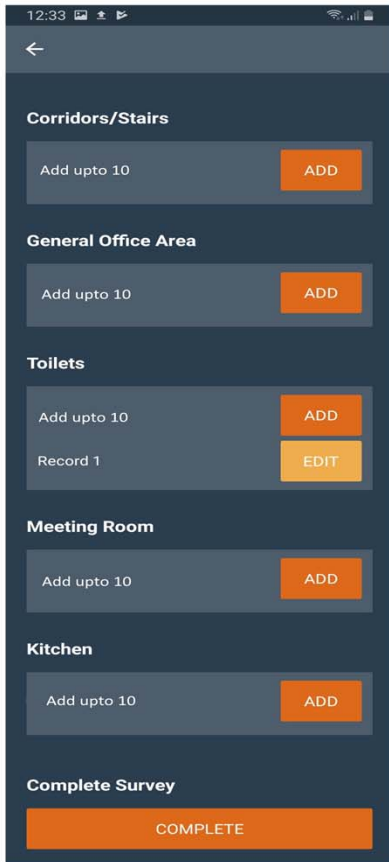 12:33
Corridors/Stairs
Add upto 10 ADD
General Office Area
Add upto 10 ADD
Toilets
Add upto 10 ADD
Record 1 EDIT
Meeting Room
Add upto 10 ADD
Kitchen
Add upto 10 ADD
Complete Survey
COMPLETE